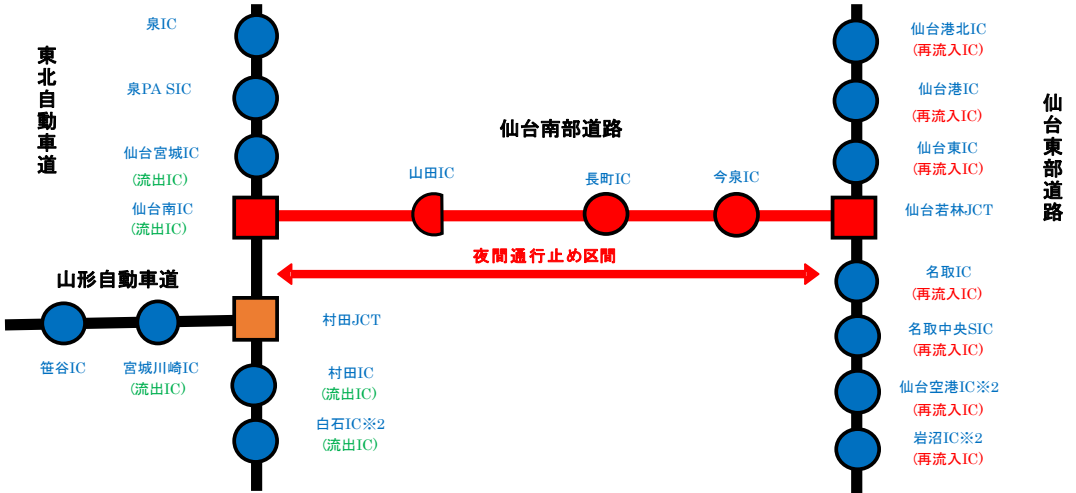 東北自動車道
泉IC
泉PA SIC
仙台宮城IC
(流出IC)
仙台南IC
(流出IC)
山形自動車道
笹谷IC
宮城川崎IC
(流出IC)
村田JCT
村田IC
(流出IC)
白石IC※2
(流出IC)
仙台南部道路
山田IC
長町IC
今泉IC
夜間通行止め区間
仙台港北IC
(再流入IC)
仙台港IC
(再流入IC)
仙台東IC
(再流入IC)
仙台若林JCT
名取IC
(再流入IC)
名取中央SIC
(再流入IC)
仙台空港IC※2
(再流入IC)
岩沼IC※2
(再流入IC)
仙台東部道路